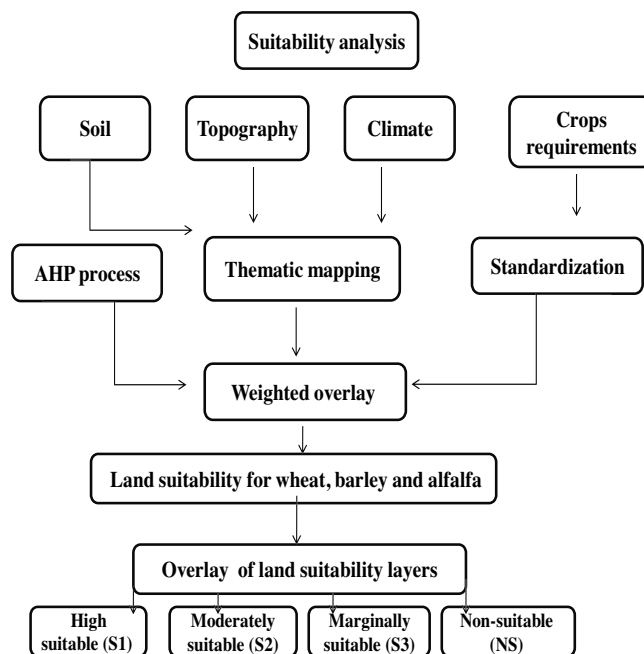 Suitability analysis
Soil
Topography
Climate
Crops
requirements
AHP process
Thematic mapping
Standardization
Weighted overlay
Land suitability for wheat, barley and alfalfa
Overlay of land suitability layers
High
suitable (S1)
Moderately
suitable (S2)
Marginally
suitable (S3)
Non-suitable
(NS)